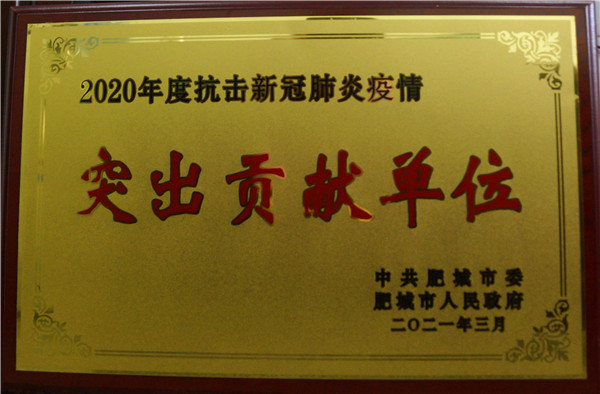 2020年度抗击新冠肺炎疫情
突出贡献单位
中共肥城市委
肥城市人民政府
二〇二一年三月